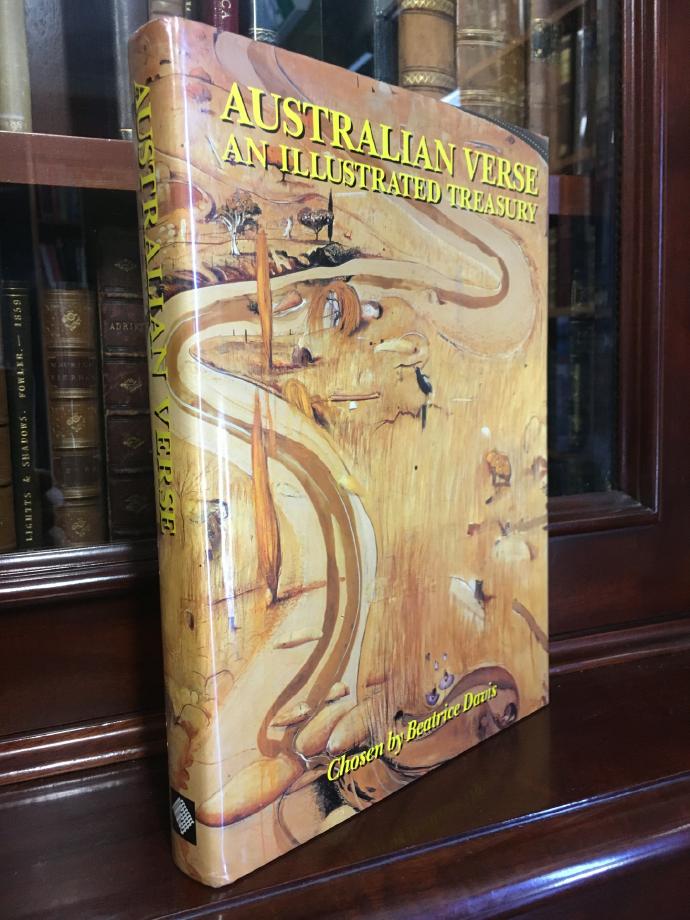 AUSTRALIAN VERSE
AN ILLUSTRATED TREASURY
Chosen by Beatrice Davis
AUSTRALIAN VERSE
LIGHTS & SHADOWS. FOWLER.— 1859